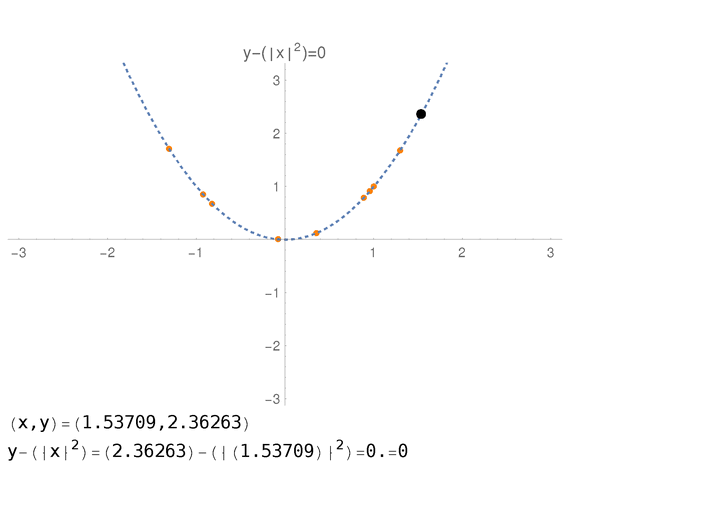 y−(|x|²)=0
3
2
1
−3 −2 −1 1 2 3
−1
−2
−3
(x,y)=(1.53709,2.36263)
y−(|x|²)=(2.36263)−(|(1.53709)|²)=0.=0